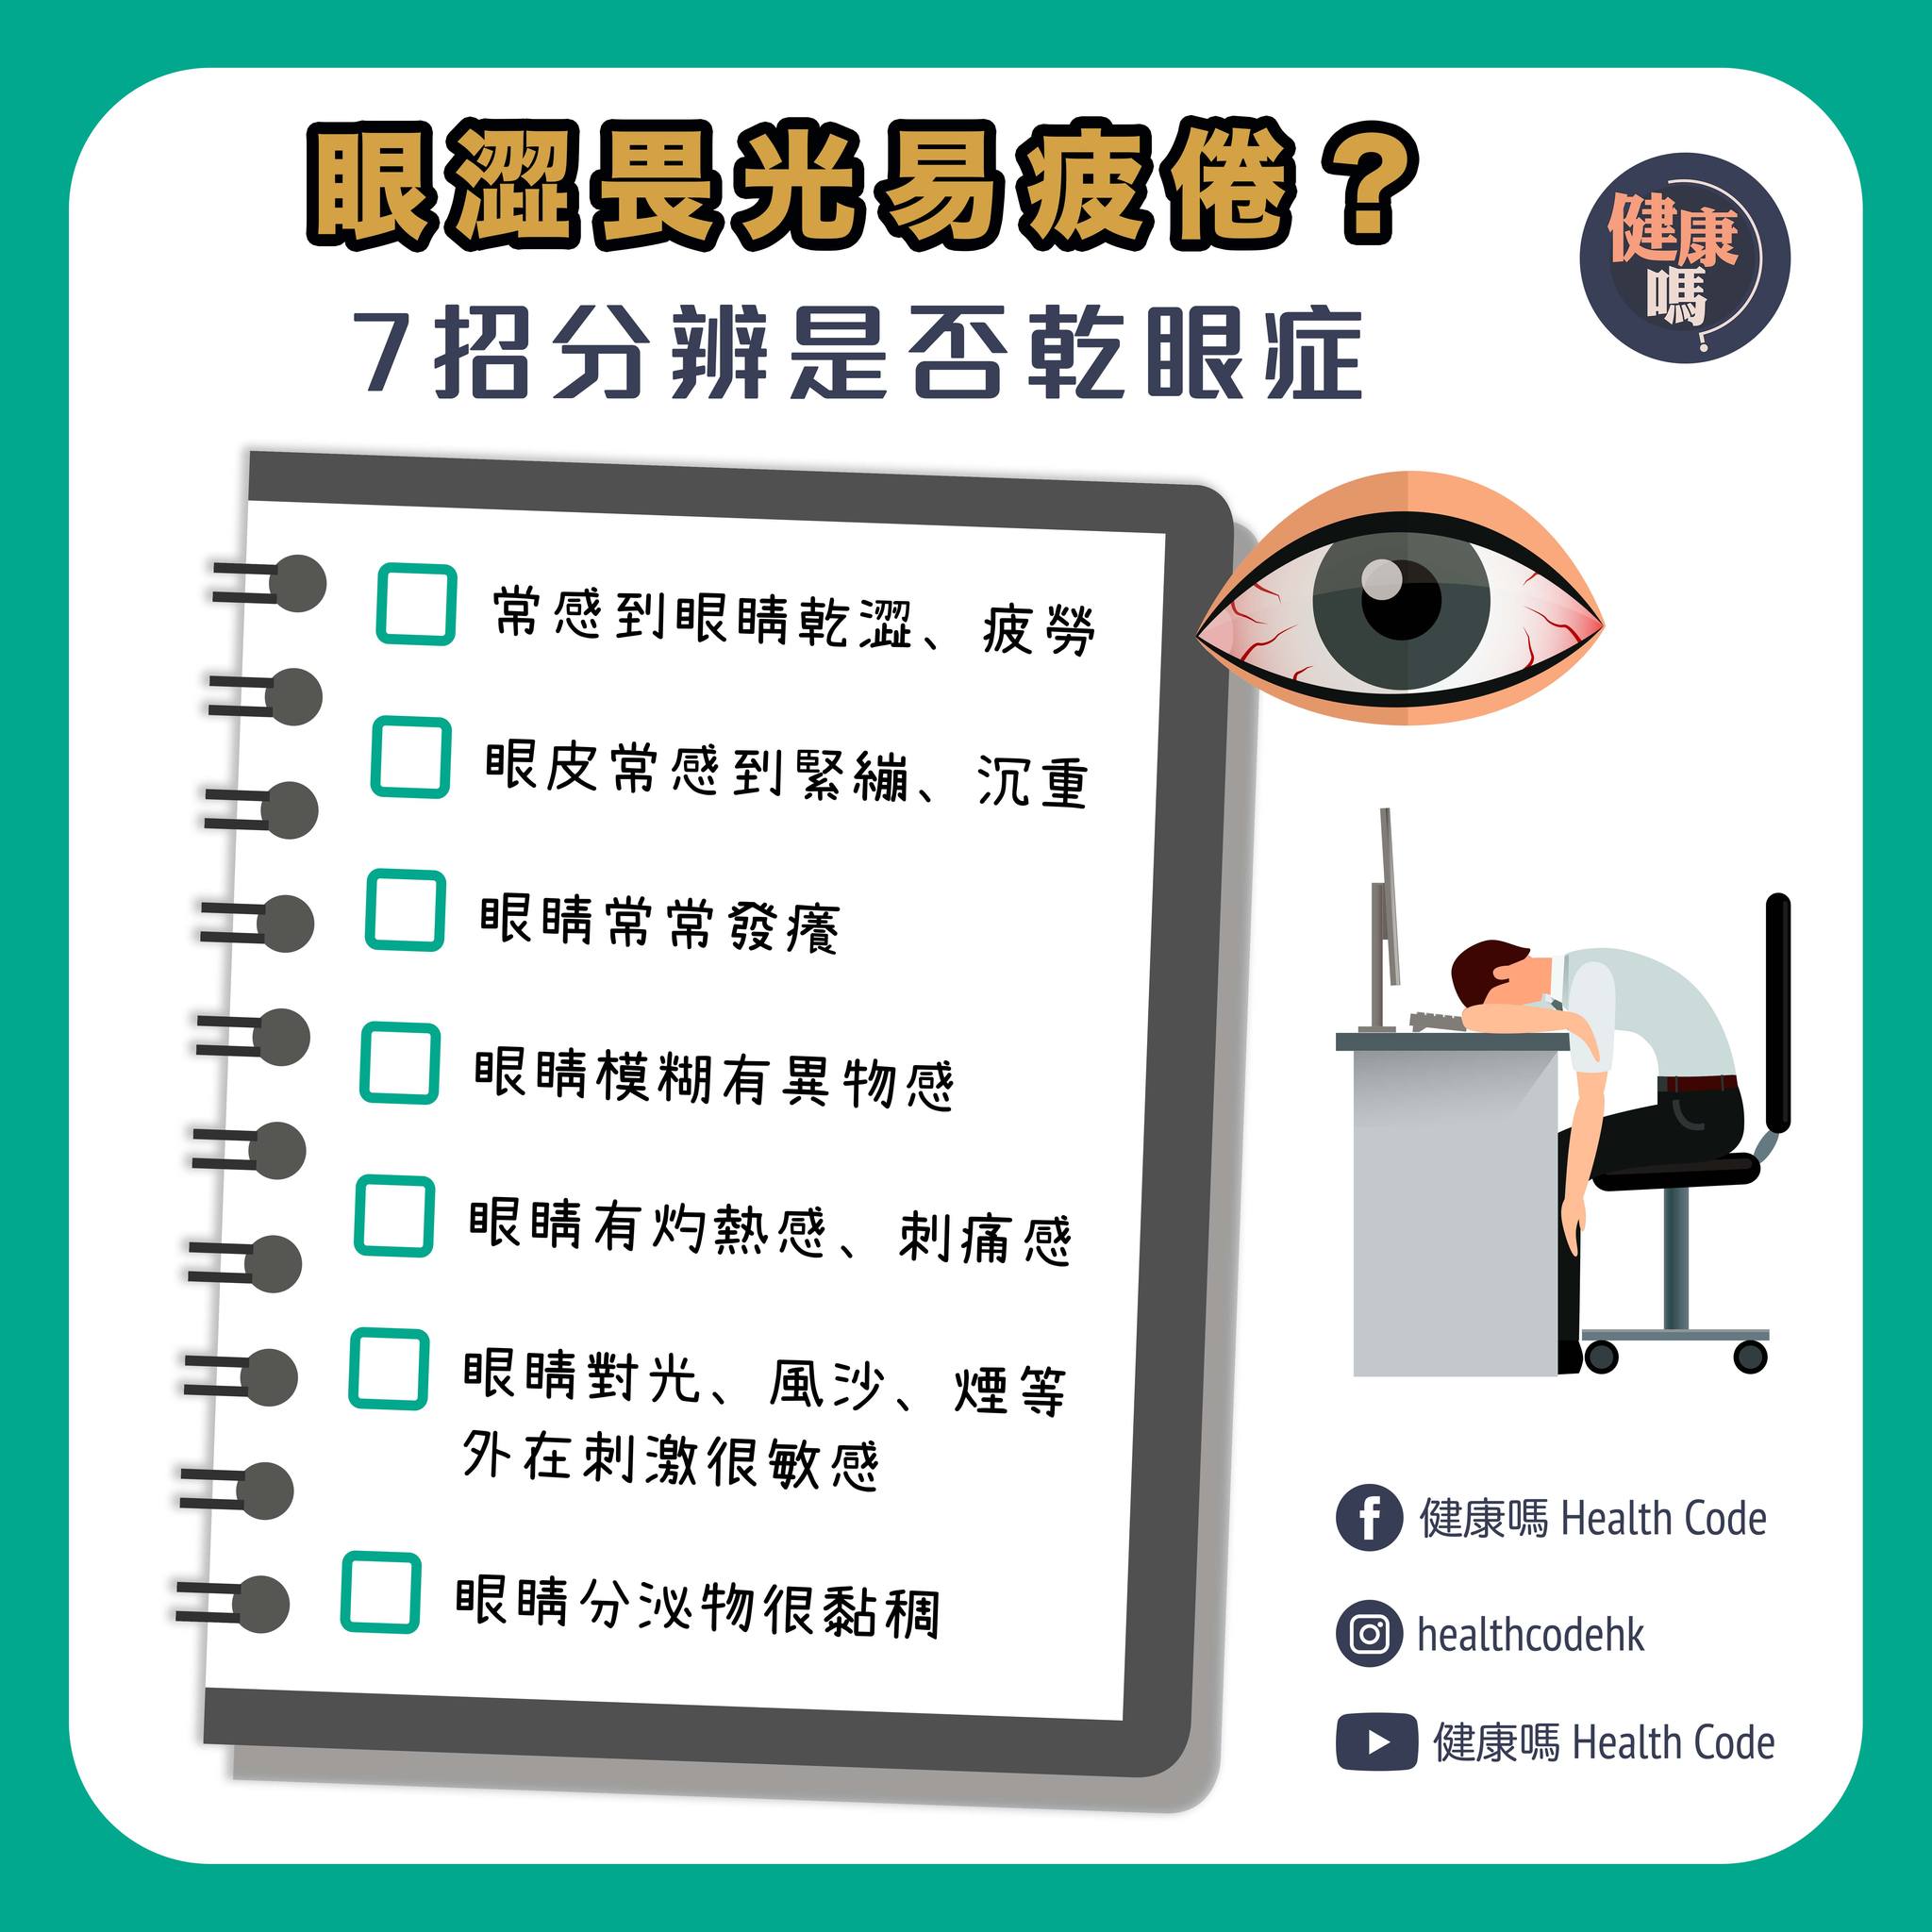 眼澀畏光易疲倦？
健康
嗎
7招分辨是否乾眼症
常感到眼睛乾澀、疲勞
眼皮常感到緊繃、沉重
眼睛常常發癢
眼睛模糊有異物感
眼睛有灼熱感、刺痛感
眼睛對光、風沙、煙等
外在刺激很敏感
眼睛分泌物很黏稠
健康嗎 Health Code
healthcodehk
健康嗎 Health Code